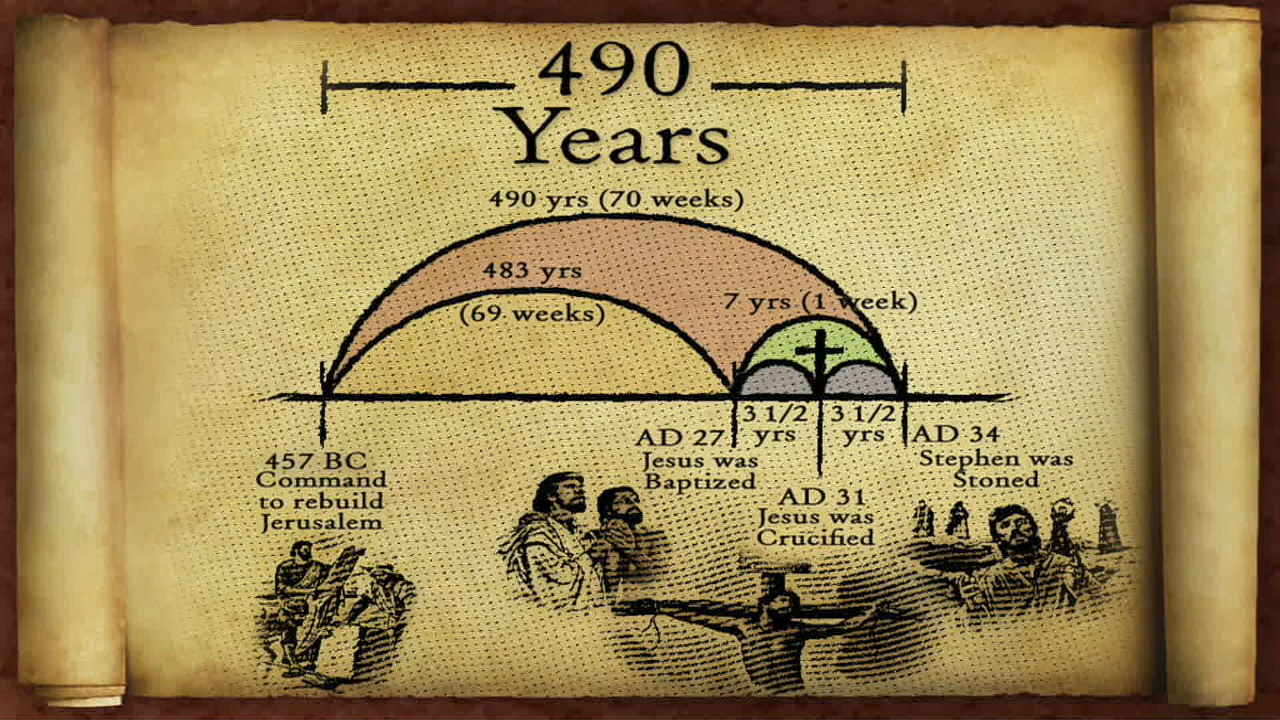 490
Years
490 yrs (70 weeks)
483 yrs
(69 weeks)
7 yrs (1 week)
3 1/2
yrs
3 1/2
yrs
457 BC
Command
to rebuild
Jerusalem
AD 27
Jesus was
Baptized
AD 31
Jesus was
Crucified
AD 34
Stephen was
Stoned